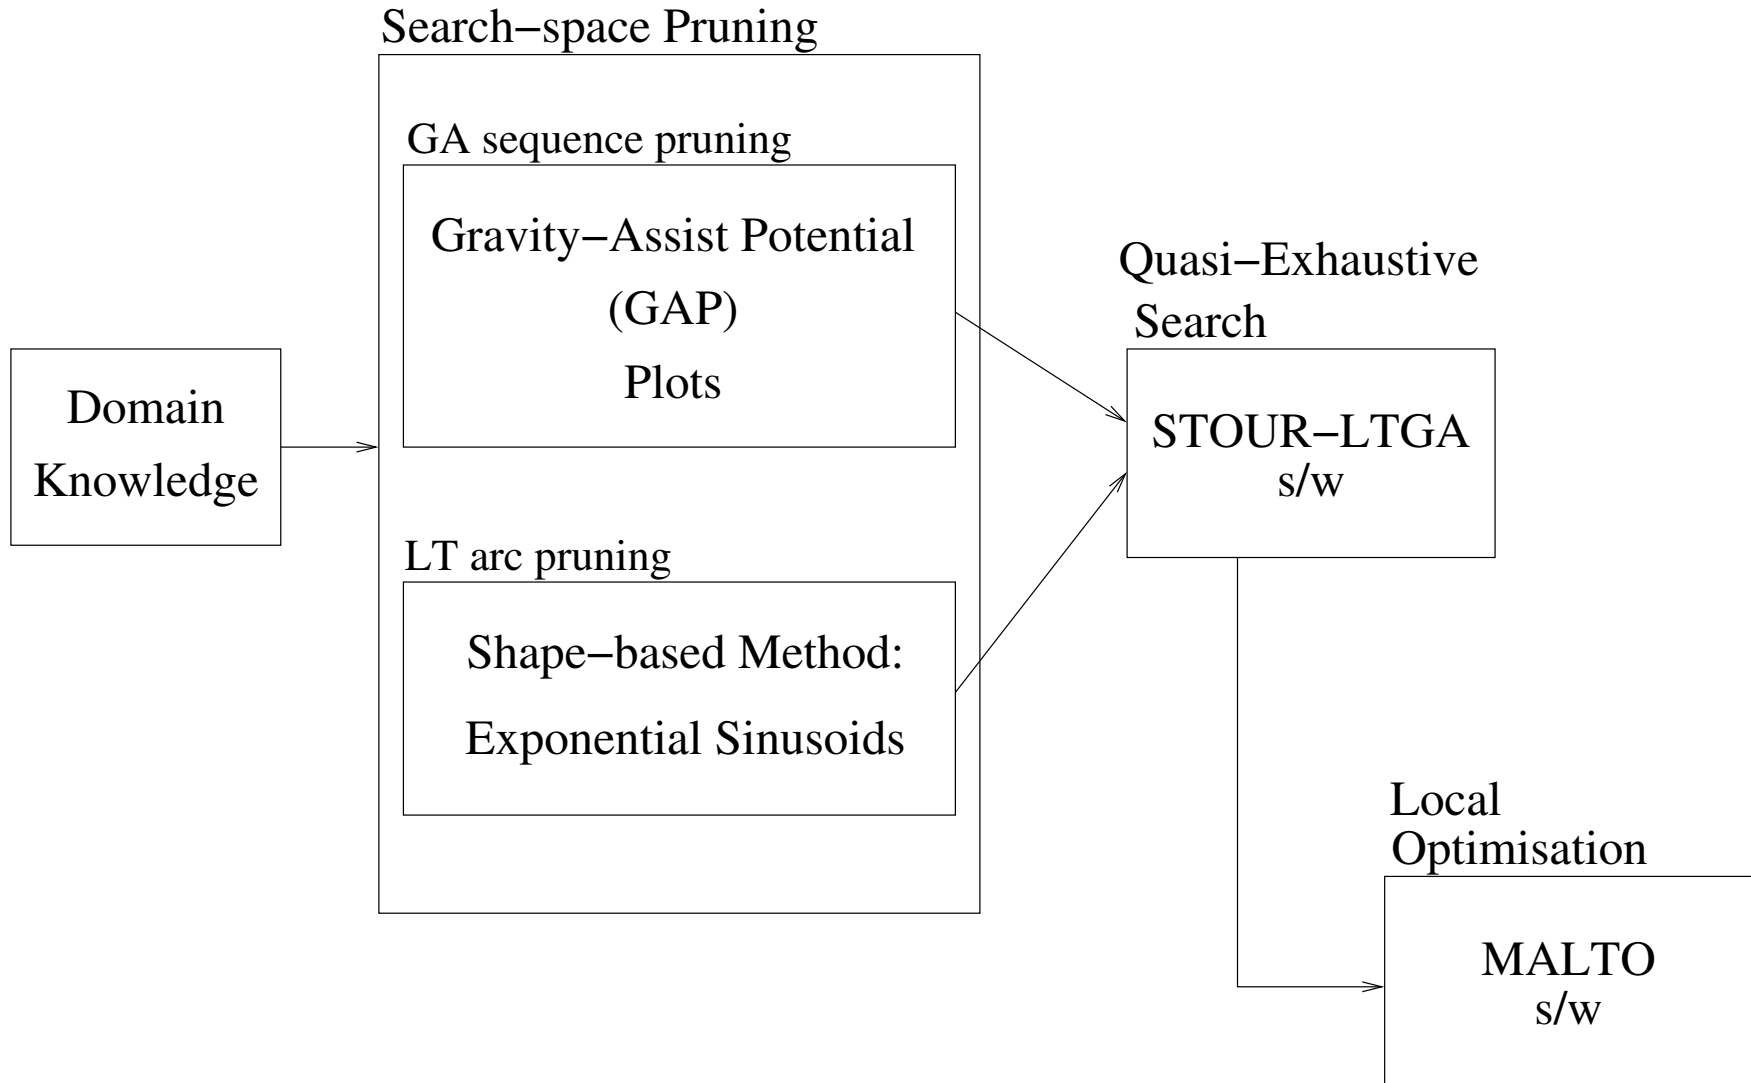 Search−space Pruning
GA sequence pruning
Gravity−Assist Potential
(GAP)
Plots
Domain
Knowledge
LT arc pruning
Shape−based Method:
Exponential Sinusoids
Quasi−Exhaustive
Search
STOUR−LTGA
s/w
Local
Optimisation
MALTO
s/w